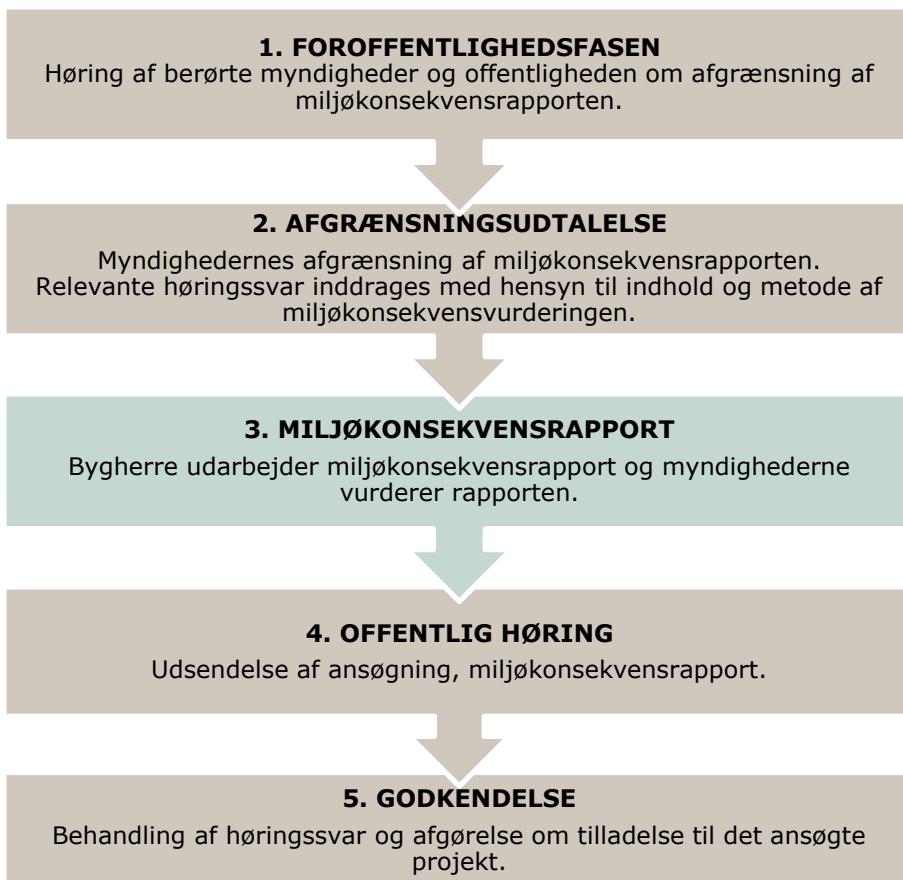 1. FOROFFENTLIGHEDSFASEN
Høring af berørte myndigheder og offentligheden om afgrænsning af
miljøkonsekvensrapporten.
2. AFGRÆNSNINGSUDTALELSE
Myndighedernes afgrænsning af miljøkonsekvensrapporten.
Relevante høringssvar inddrages med hensyn til indhold og metode af
miljøkonsekvensvurderingen.
3. MILJØKONSEKVENSRAPPORT
Bygherre udarbejder miljøkonsekvensrapport og myndighederne
vurderer rapporten.
4. OFFENTLIG HØRING
Udsendelse af ansøgning, miljøkonsekvensrapport.
5. GODKENDELSE
Behandling af høringssvar og afgørelse om tilladelse til det ansøgte
projekt.